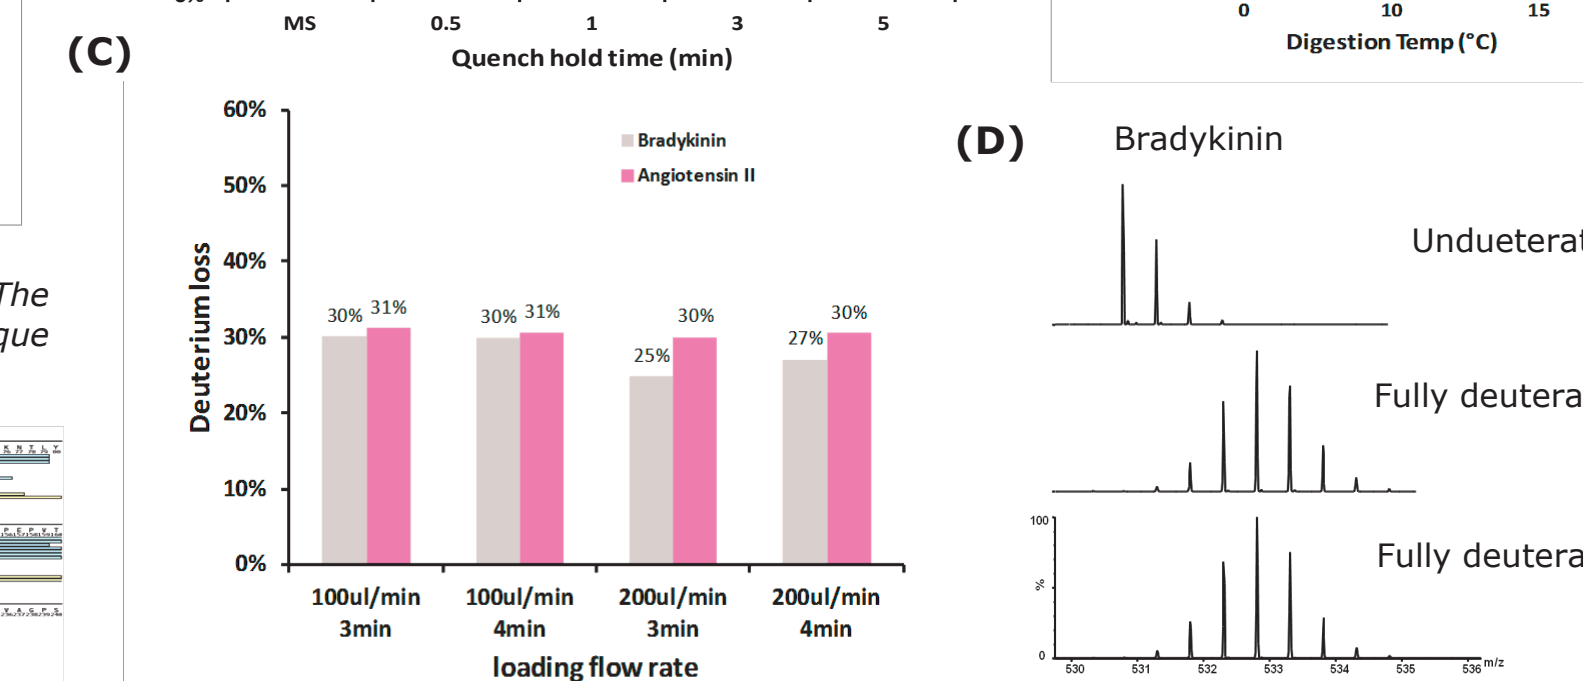 MS 0.5 1 3 5
Quench hold time (min)
0 10 15
Digestion Temp (°C)
(C)
60%
50%
40%
30%
20%
10%
0%
Deuterium loss
Bradykinin
Angiotensin II
30% 31% 30% 31% 25% 30% 27% 30%
100ul/min 100ul/min 200ul/min 200ul/min
3min 4min 3min 4min
loading flow rate
(D)
Bradykinin
Undueterat
Fully deutera
Fully deutera
100
%
0
530 531 532 533 534 535 536 m/z
The
que
K N T L Y
P E P W T
V A G P S